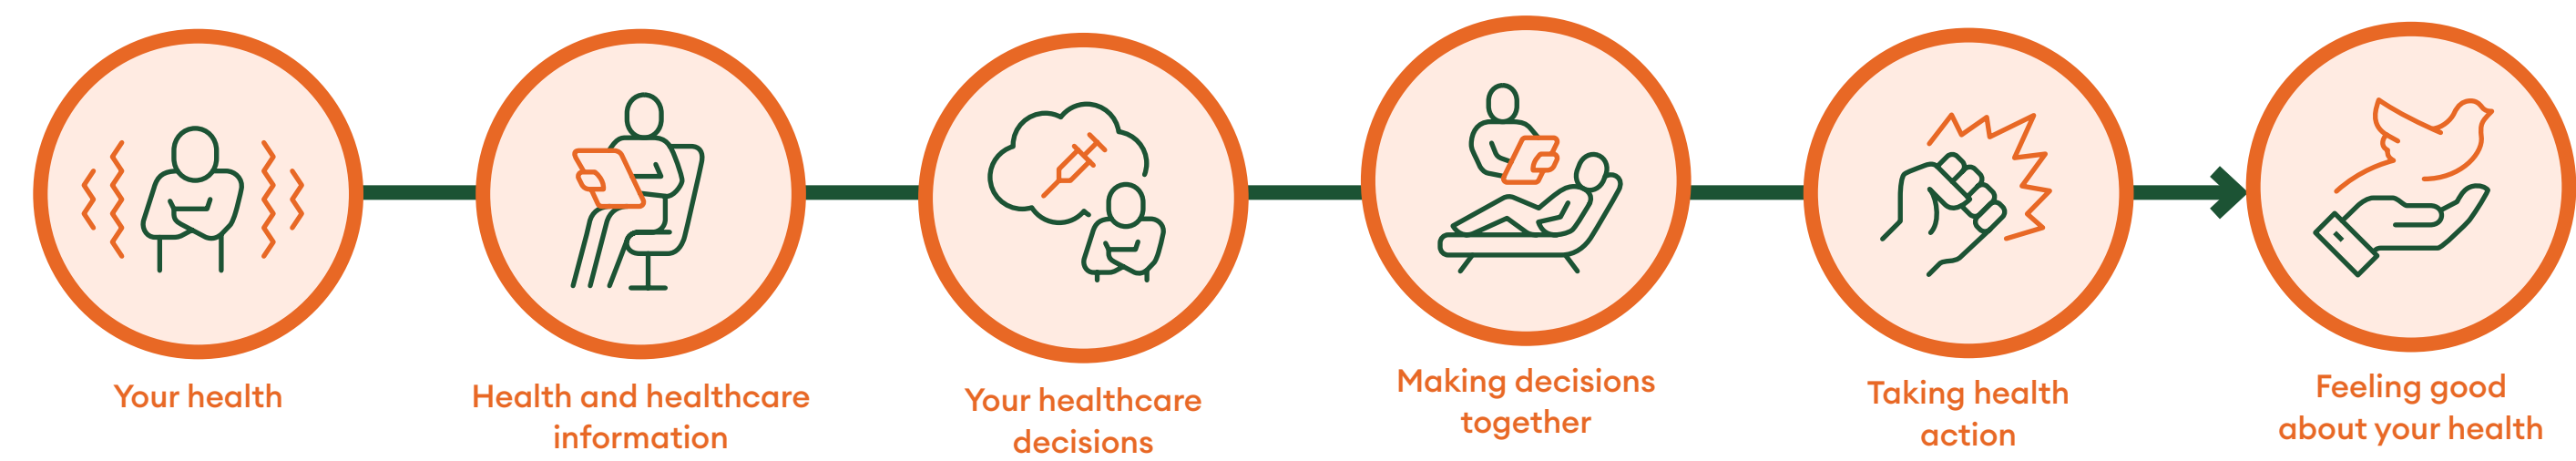 Your health
Health and healthcare
information
Your healthcare
decisions
Making decisions
together
Taking health
action
Feeling good
about your health